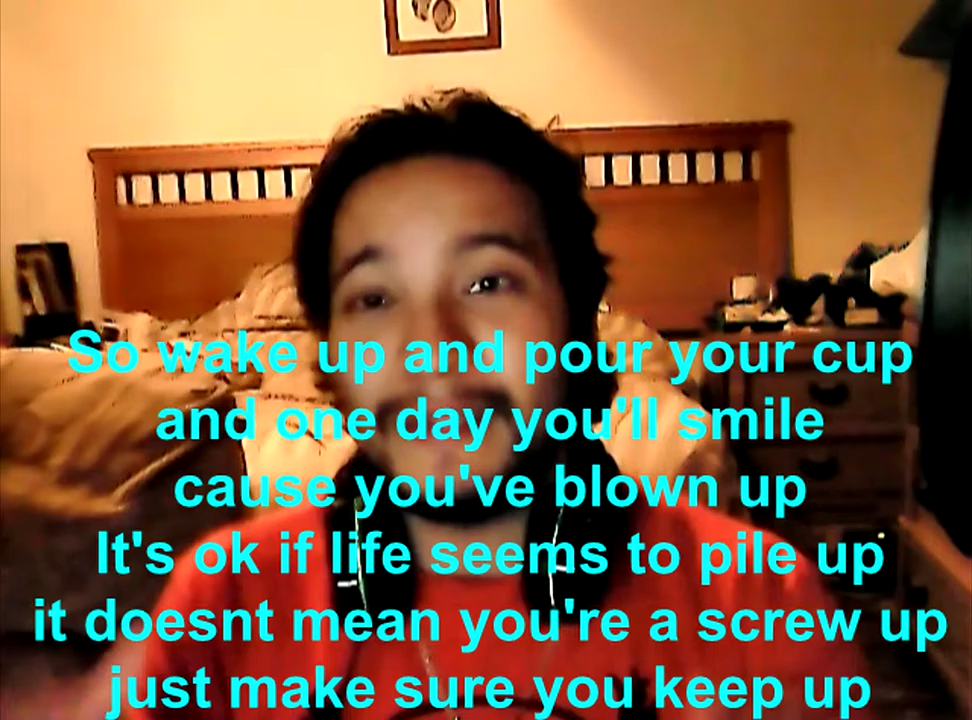 So wake up and pour your cup
and one day you'll smile
cause you've blown up
It's ok if life seems to pile up
it doesnt mean you're a screw up
just make sure you keep up